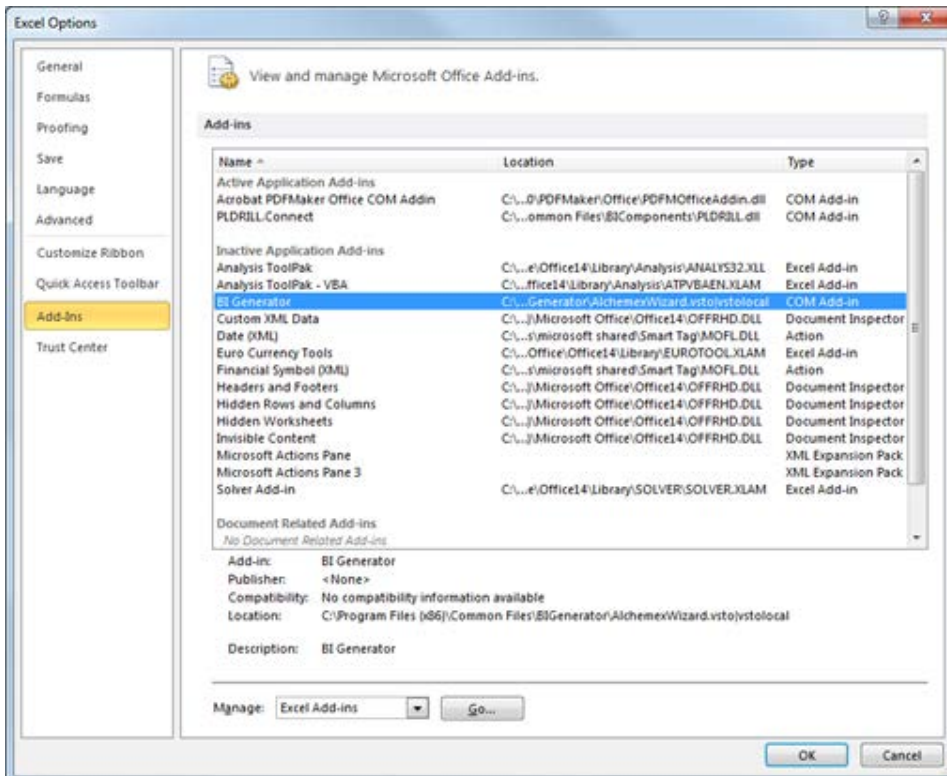 Excel Options
General
Formulas
Proofing
Save
Language
Advanced
Customize Ribbon
Quick Access Toolbar
Add-Ins
Trust Center
View and manage Microsoft Office Add-ins.
Add-ins
Name Location Type
Active Application Add-ins
Acrobat PDFMaker Office COM Addin C:\...0\PDFMaker\Office\PDFMOfficeAddin.dll COM Add-in
PLDRILL.Connect C:\...ommon Files\BIComponents\PLDRILL.dll COM Add-in
Inactive Application Add-ins
Analysis ToolPak C:\...e\Office14\Library\Analysis\ANALYS32.XLL Excel Add-in
Analysis ToolPak - VBA C:\...ffice14\Library\Analysis\ATPVBAEN.XLAM Excel Add-in
BI Generator C:\...Generator\AlchemexWizard.vsto|vstolocal COM Add-in
Custom XML Data C:\...)\Microsoft Office\Office14\OFFRHD.DLL Document Inspector
Date (XML) C:\...s\microsoft shared\Smart Tag\MOFL.DLL Action
Euro Currency Tools C:\...Office\Office14\Library\EUROTOOL.XLAM Excel Add-in
Financial Symbol (XML) C:\...s\microsoft shared\Smart Tag\MOFL.DLL Action
Headers and Footers C:\...)\Microsoft Office\Office14\OFFRHD.DLL Document Inspector
Hidden Rows and Columns C:\...)\Microsoft Office\Office14\OFFRHD.DLL Document Inspector
Hidden Worksheets C:\...)\Microsoft Office\Office14\OFFRHD.DLL Document Inspector
Invisible Content C:\...)\Microsoft Office\Office14\OFFRHD.DLL Document Inspector
Microsoft Actions Pane XML Expansion Pack
Microsoft Actions Pane 3 XML Expansion Pack
Solver Add-in C:\...e\Office14\Library\SOLVER\SOLVER.XLAM Excel Add-in
Document Related Add-ins
No Document Related Add-ins
Add-in: BI Generator
Publisher: <None>
Compatibility: No compatibility information available
Location: C:\Program Files (x86)\Common Files\BIGenerator\AlchemexWizard.vsto|vstolocal
Description: BI Generator
Manage: Excel Add-ins Go...
OK Cancel